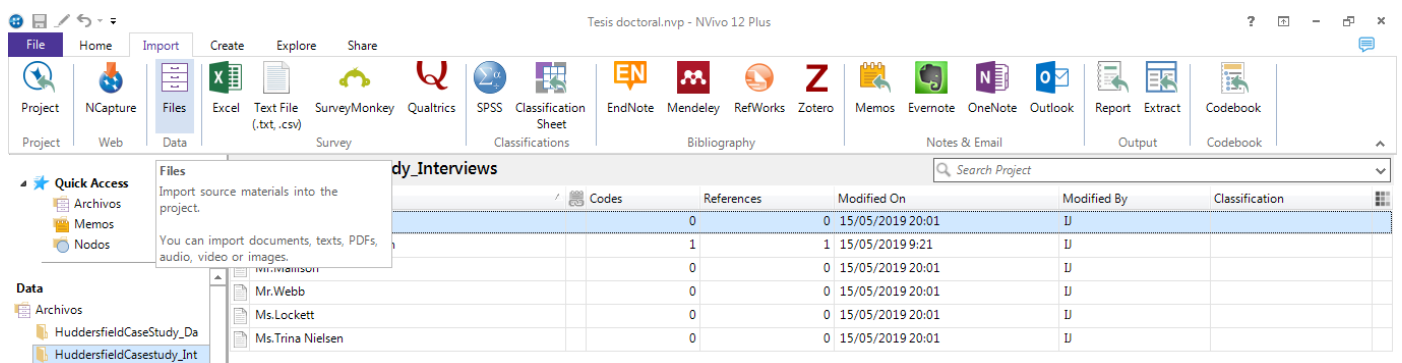 Tesis doctoral.nvp - NVivo 12 Plus
File Home Import Create Explore Share
Project NCapture Files Excel Text File SurveyMonkey Qualtrics SPSS Classification EndNote Mendeley RefWorks Zotero Memos Evernote OneNote Outlook Report Extract Codebook
(.txt, .csv) Sheet
Project Web Data Survey Classifications Bibliography Notes & Email Output Codebook
dy_Interviews Search Project
Files
Import source materials into the
project.
You can import documents, texts, PDFs,
audio, video or images.
Quick Access
Archivos
Memos
Nodos
Data
Archivos
HuddersfieldCaseStudy_Da
HuddersfieldCasestudy_Int
Codes References Modified On Modified By Classification
0 0 15/05/2019 20:01 IJ
1 1 15/05/2019 9:21 IJ
Mr.Mallison 0 0 15/05/2019 20:01 IJ
Mr.Webb 0 0 15/05/2019 20:01 IJ
Ms.Lockett 0 0 15/05/2019 20:01 IJ
Ms.Trina Nielsen 0 0 15/05/2019 20:01 IJ